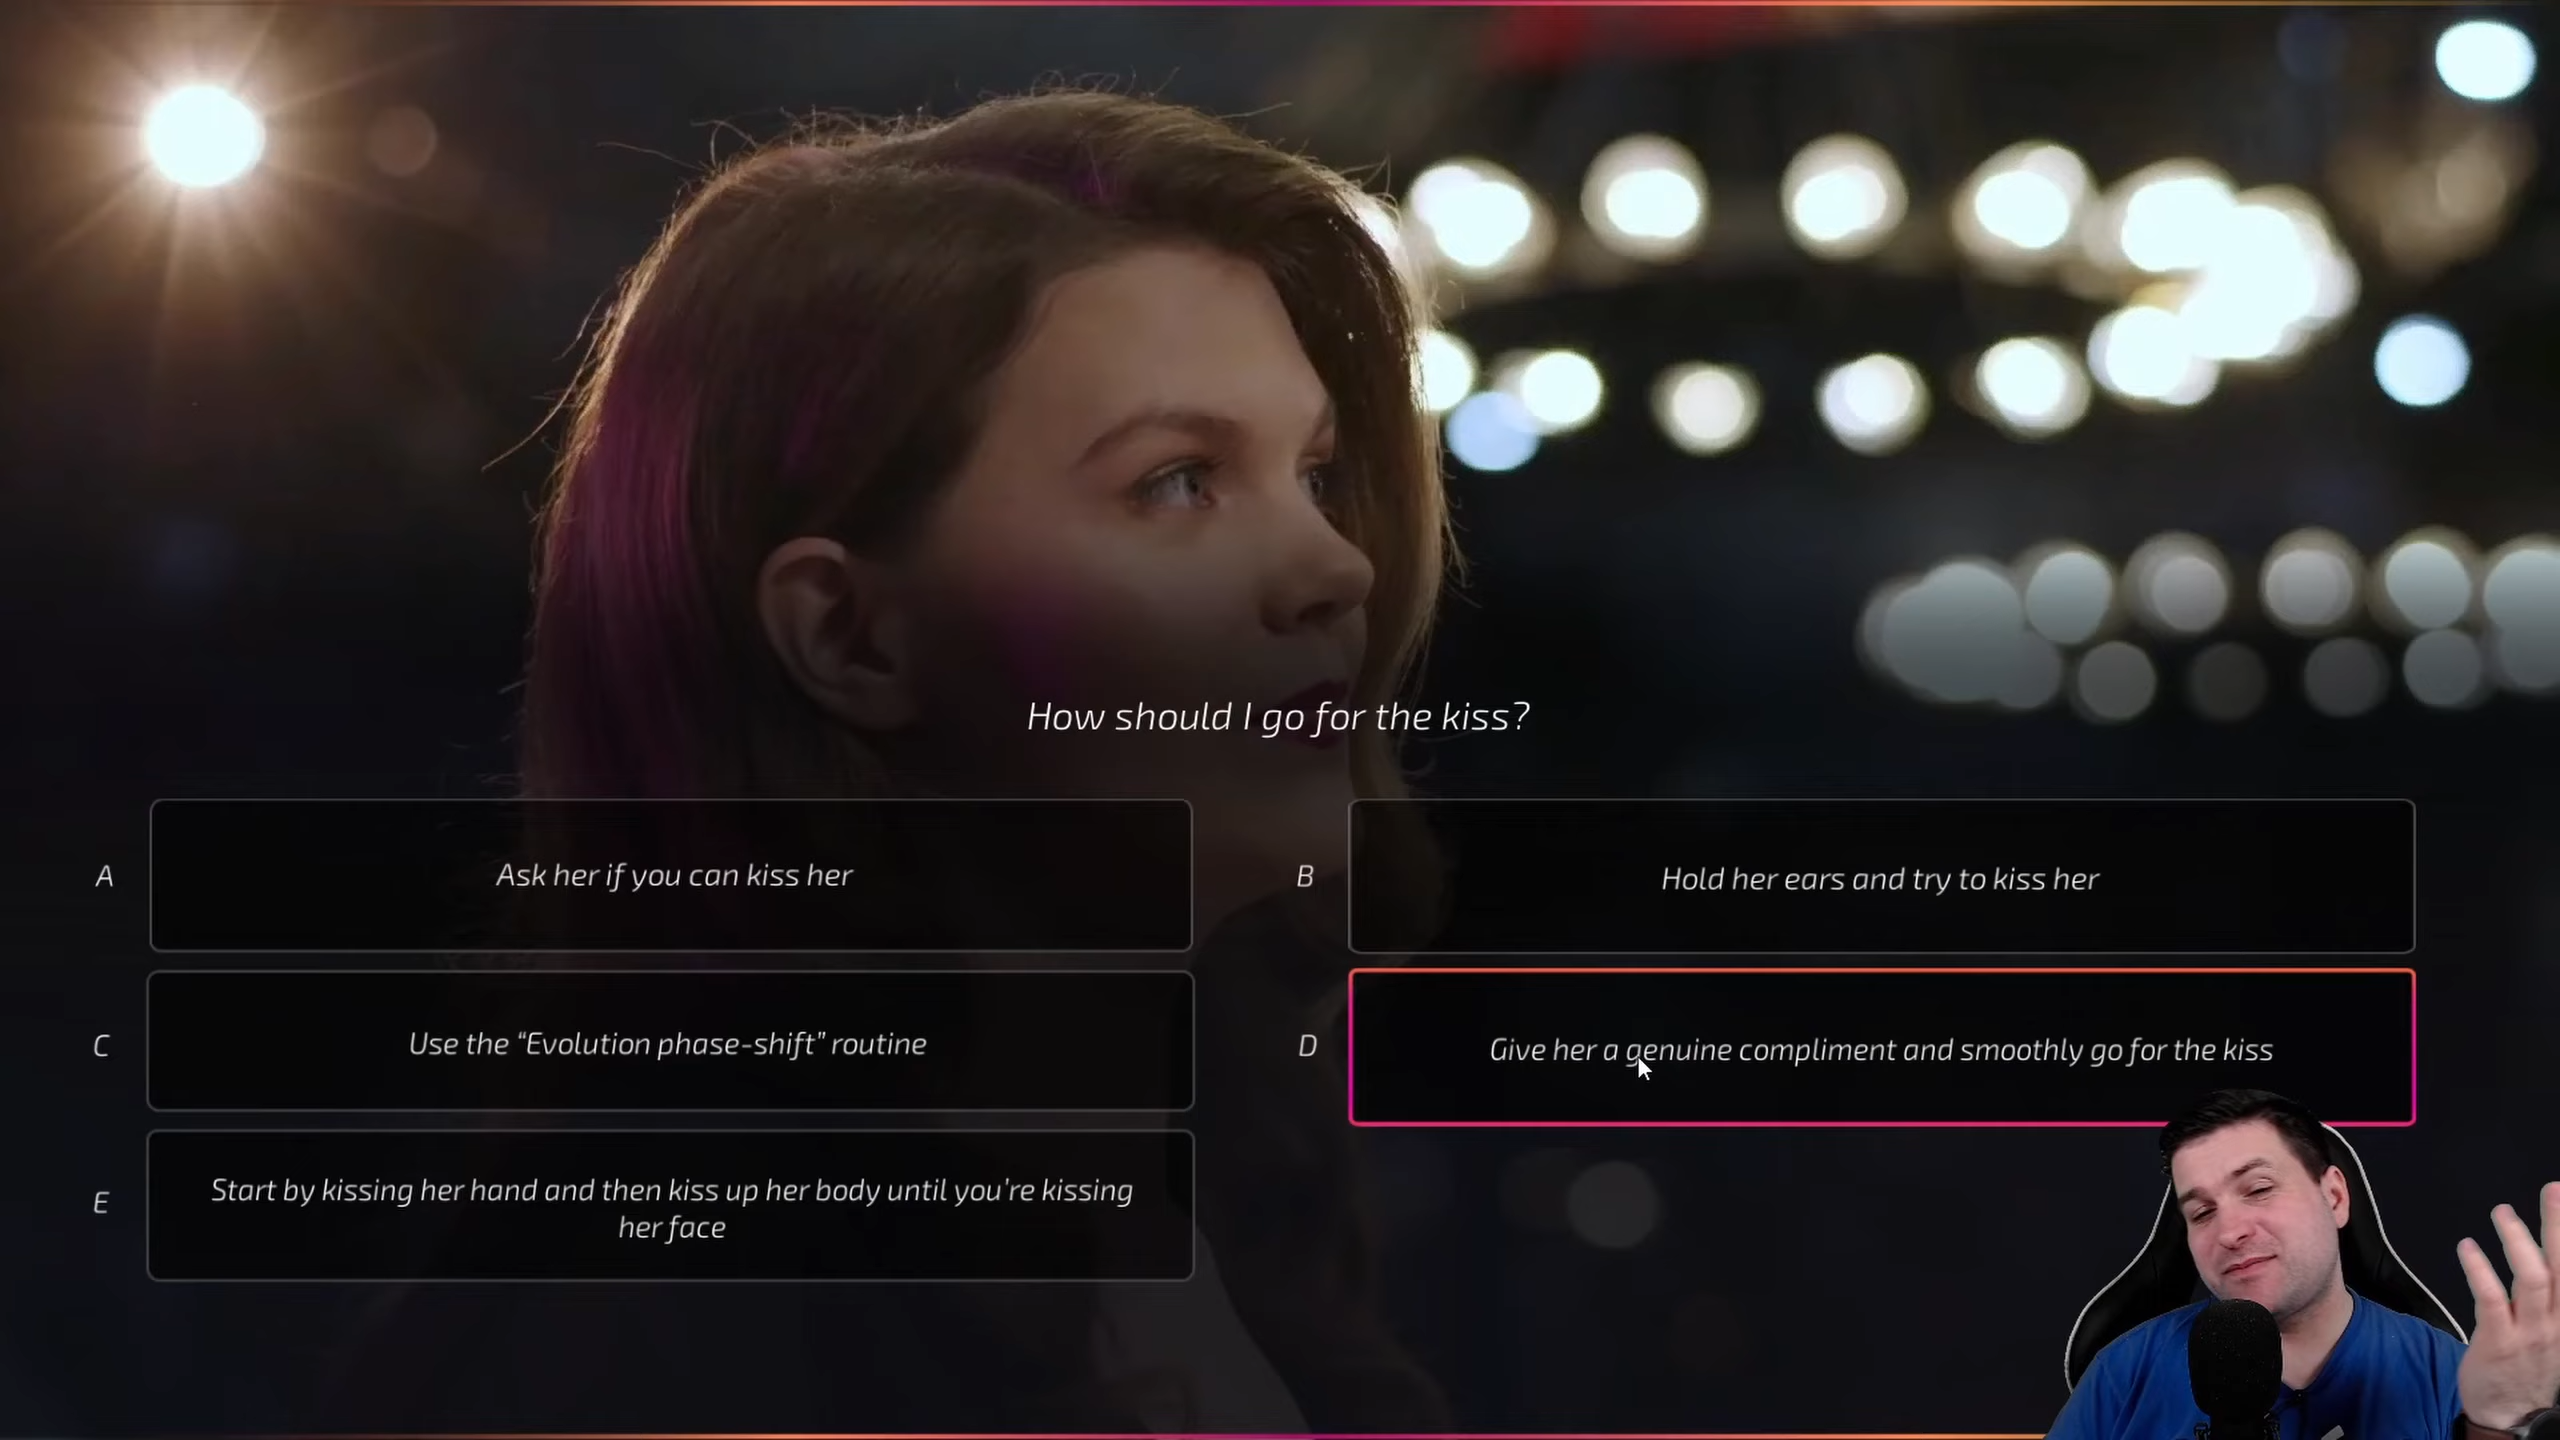 How should I go for the kiss?
A
Ask her if you can kiss her
B
Hold her ears and try to kiss her
C
Use the “Evolution phase-shift” routine
D
Give her a genuine compliment and smoothly go for the kiss
E
Start by kissing her hand and then kiss up her body until you’re kissing
her face